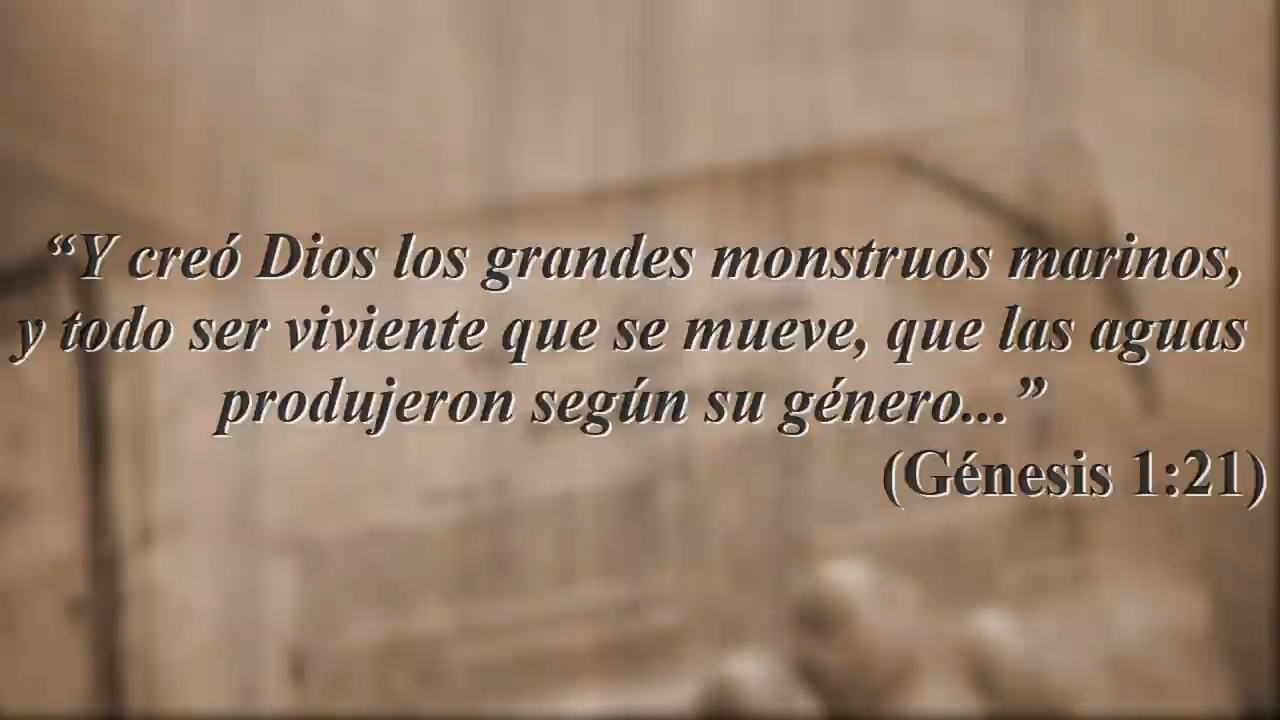 “Y creó Dios los grandes monstruos marinos,
y todo ser viviente que se mueve, que las aguas
produjeron según su género...”
(Génesis 1:21)